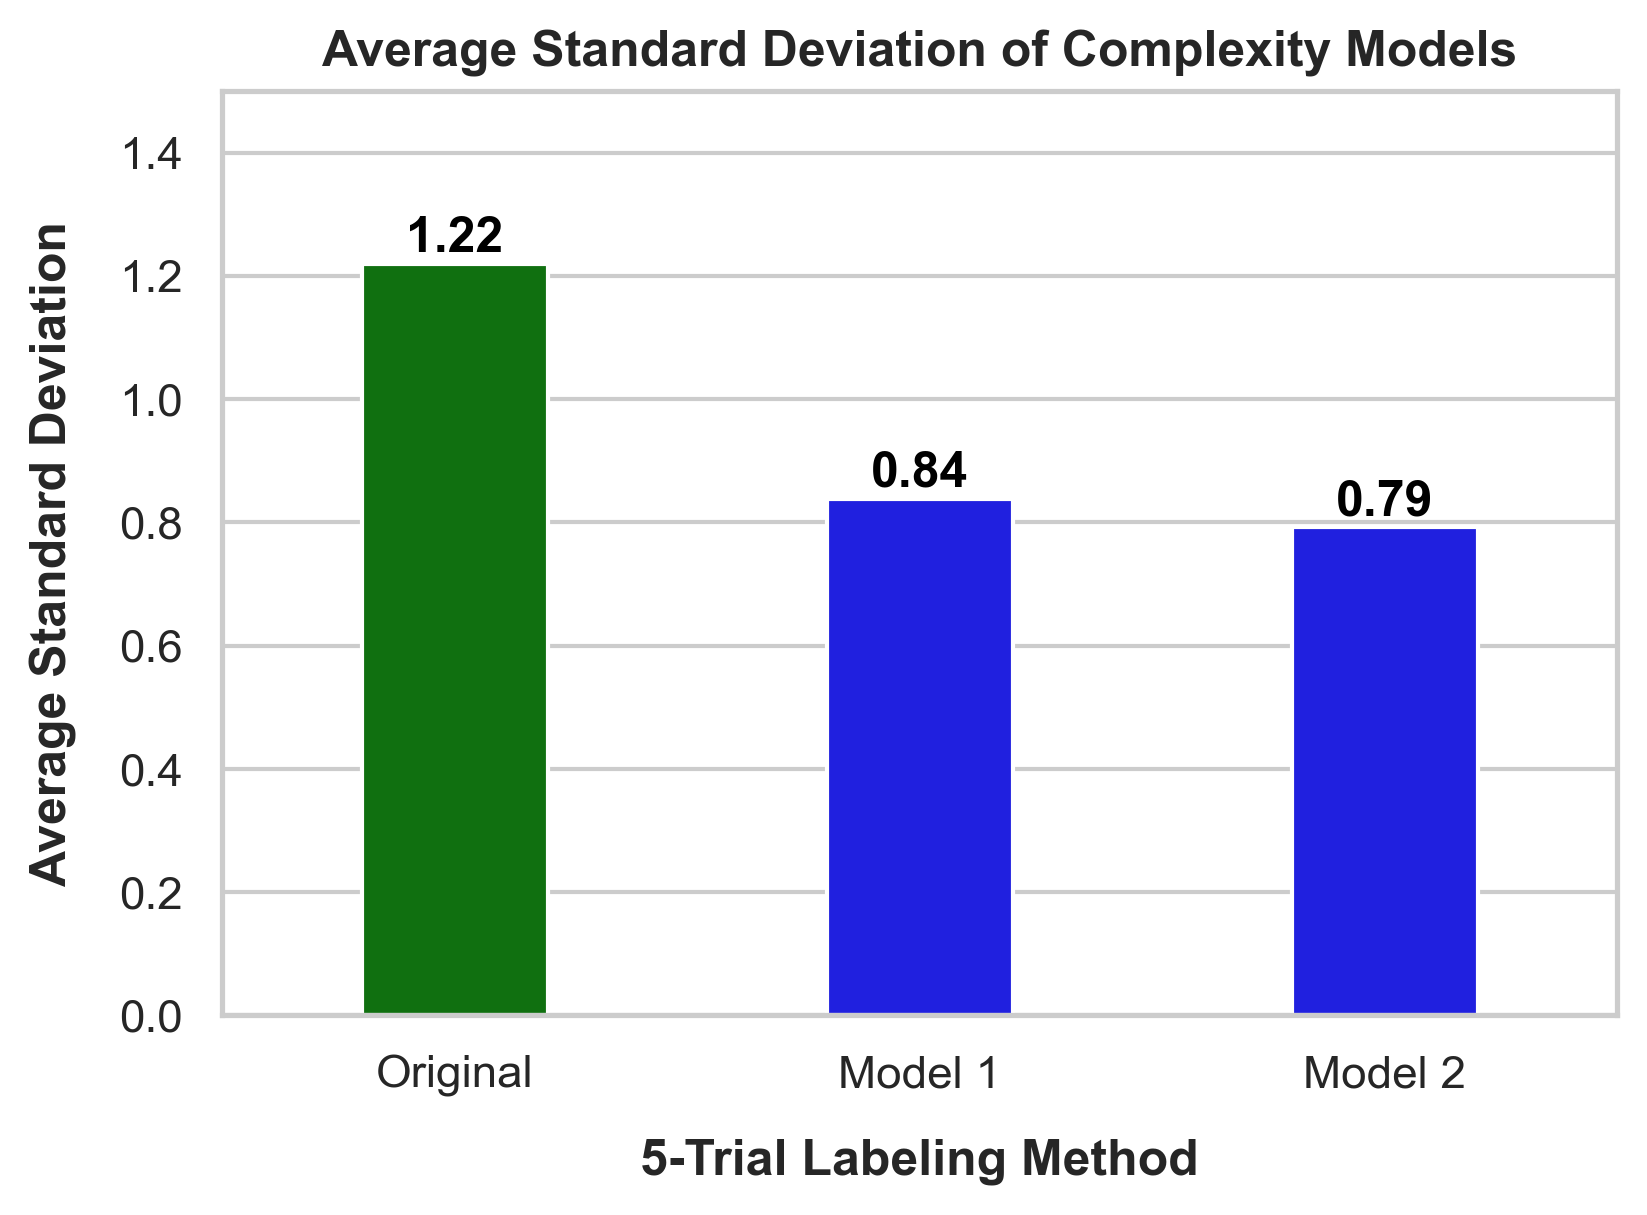 Average Standard Deviation of Complexity Models
Average Standard Deviation
1.4
1.2
1.0
0.8
0.6
0.4
0.2
0.0
1.22
0.84
0.79
Original
Model 1
Model 2
5-Trial Labeling Method